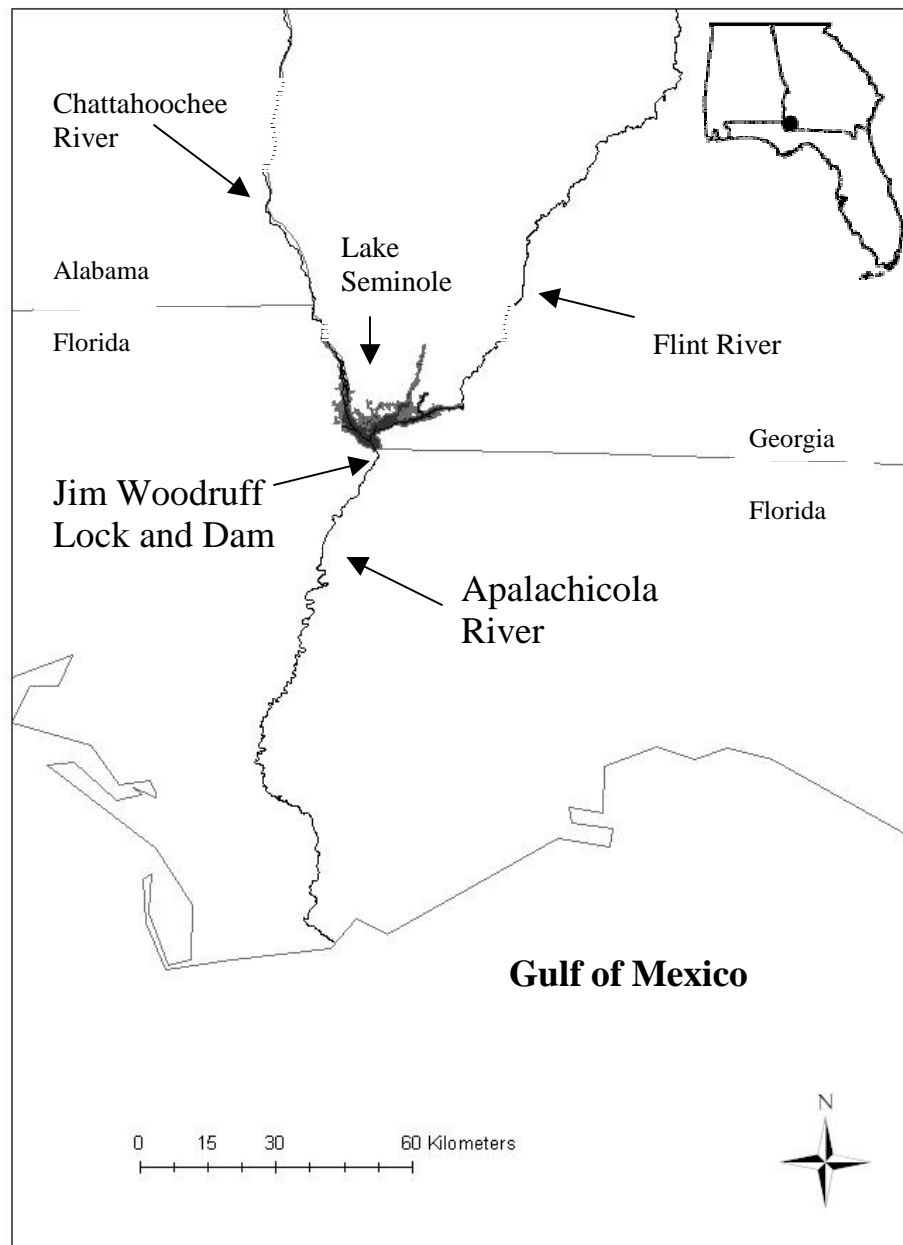 Chattahoochee
River
Lake
Seminole
Alabama
Florida
Flint River
Georgia
Florida
Jim Woodruff
Lock and Dam
Apalachicola
River
Gulf of Mexico
N
0 15 30 60 Kilometers